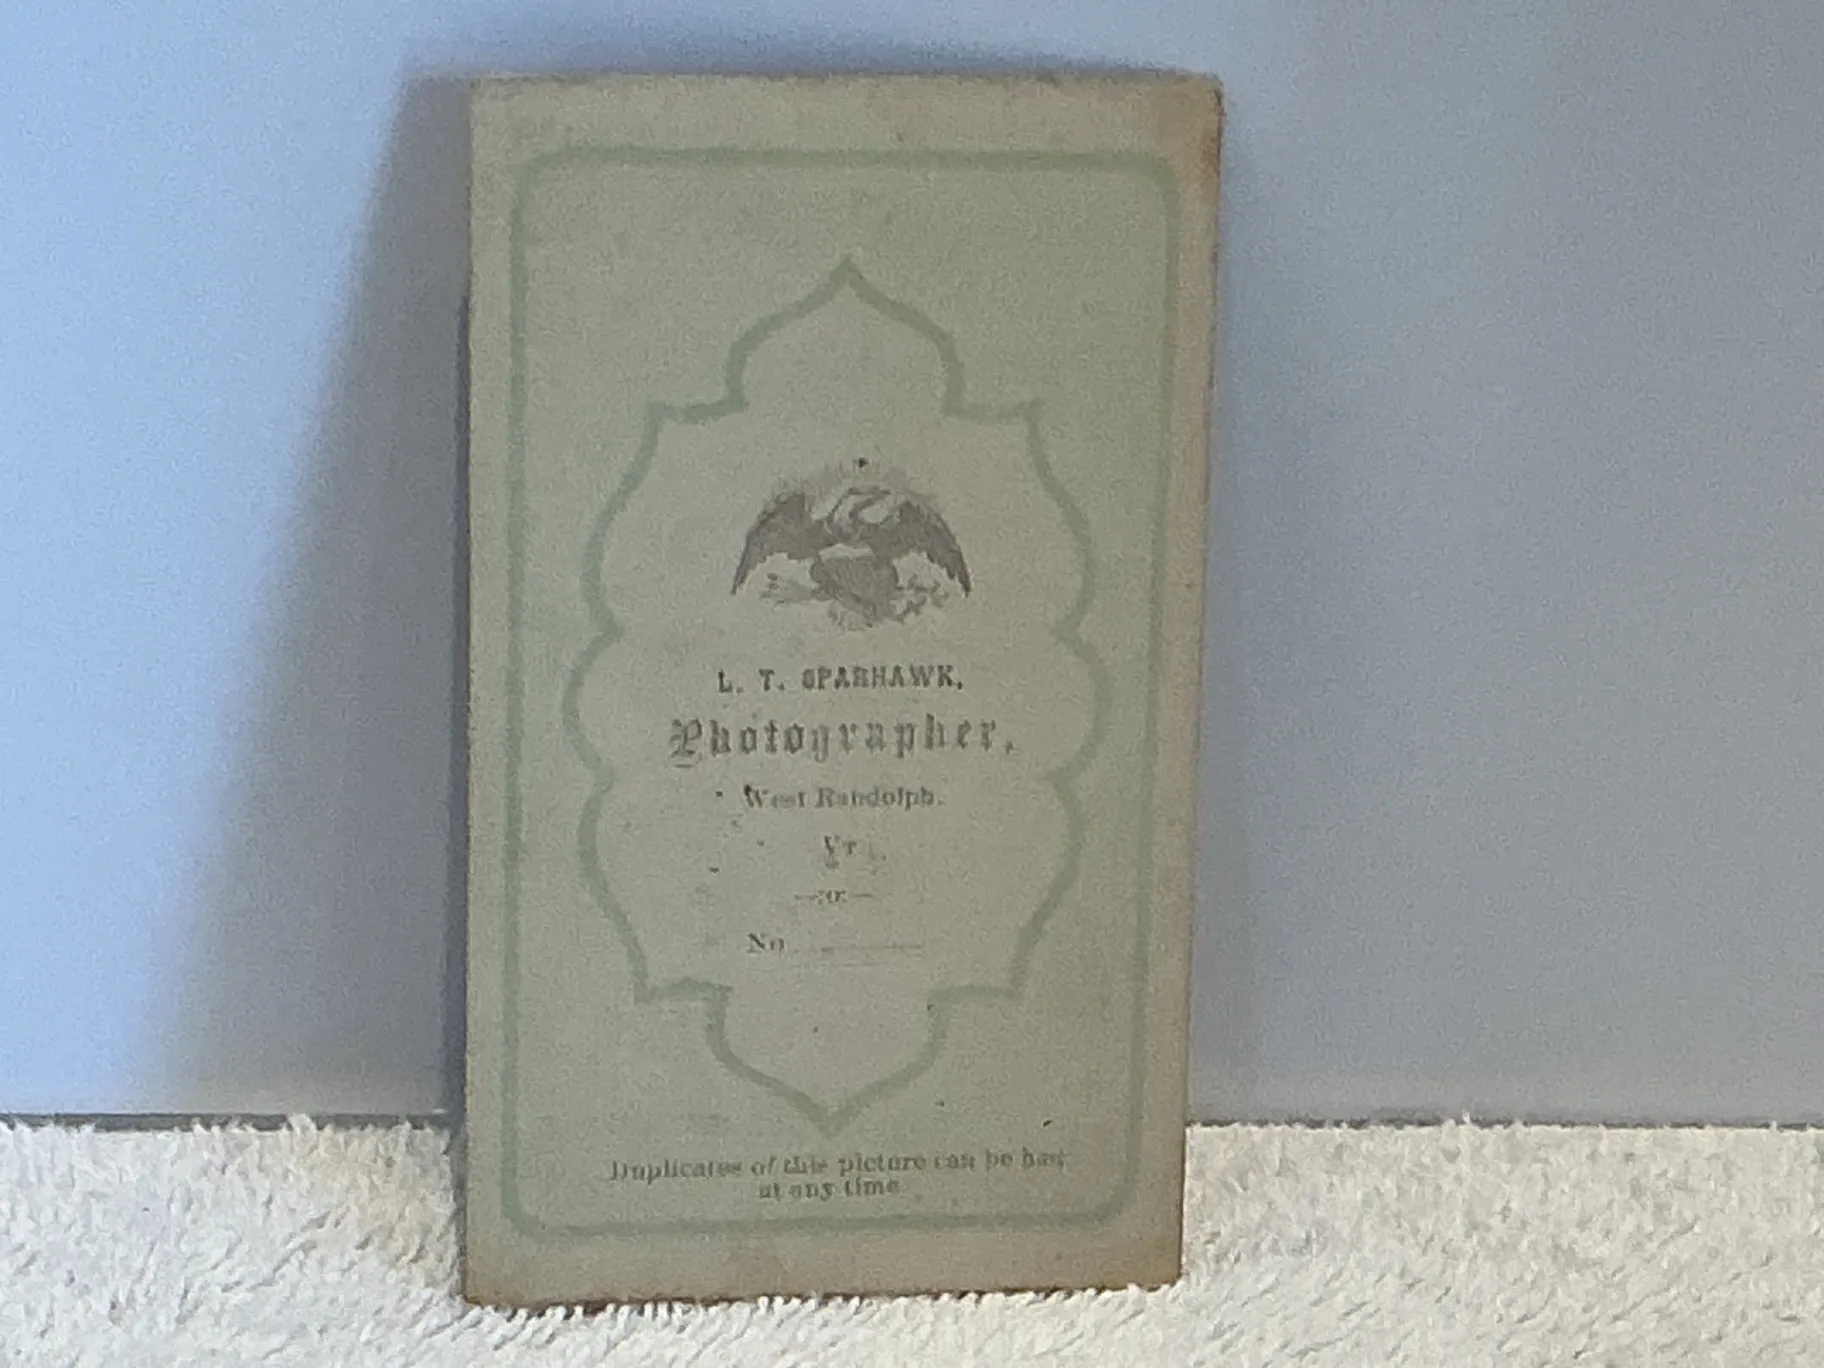 L. T. SPARHAWK,
Photographer,
West Randolph.
VT.
—:o:—
No
Duplicates of this picture can be had
at any time